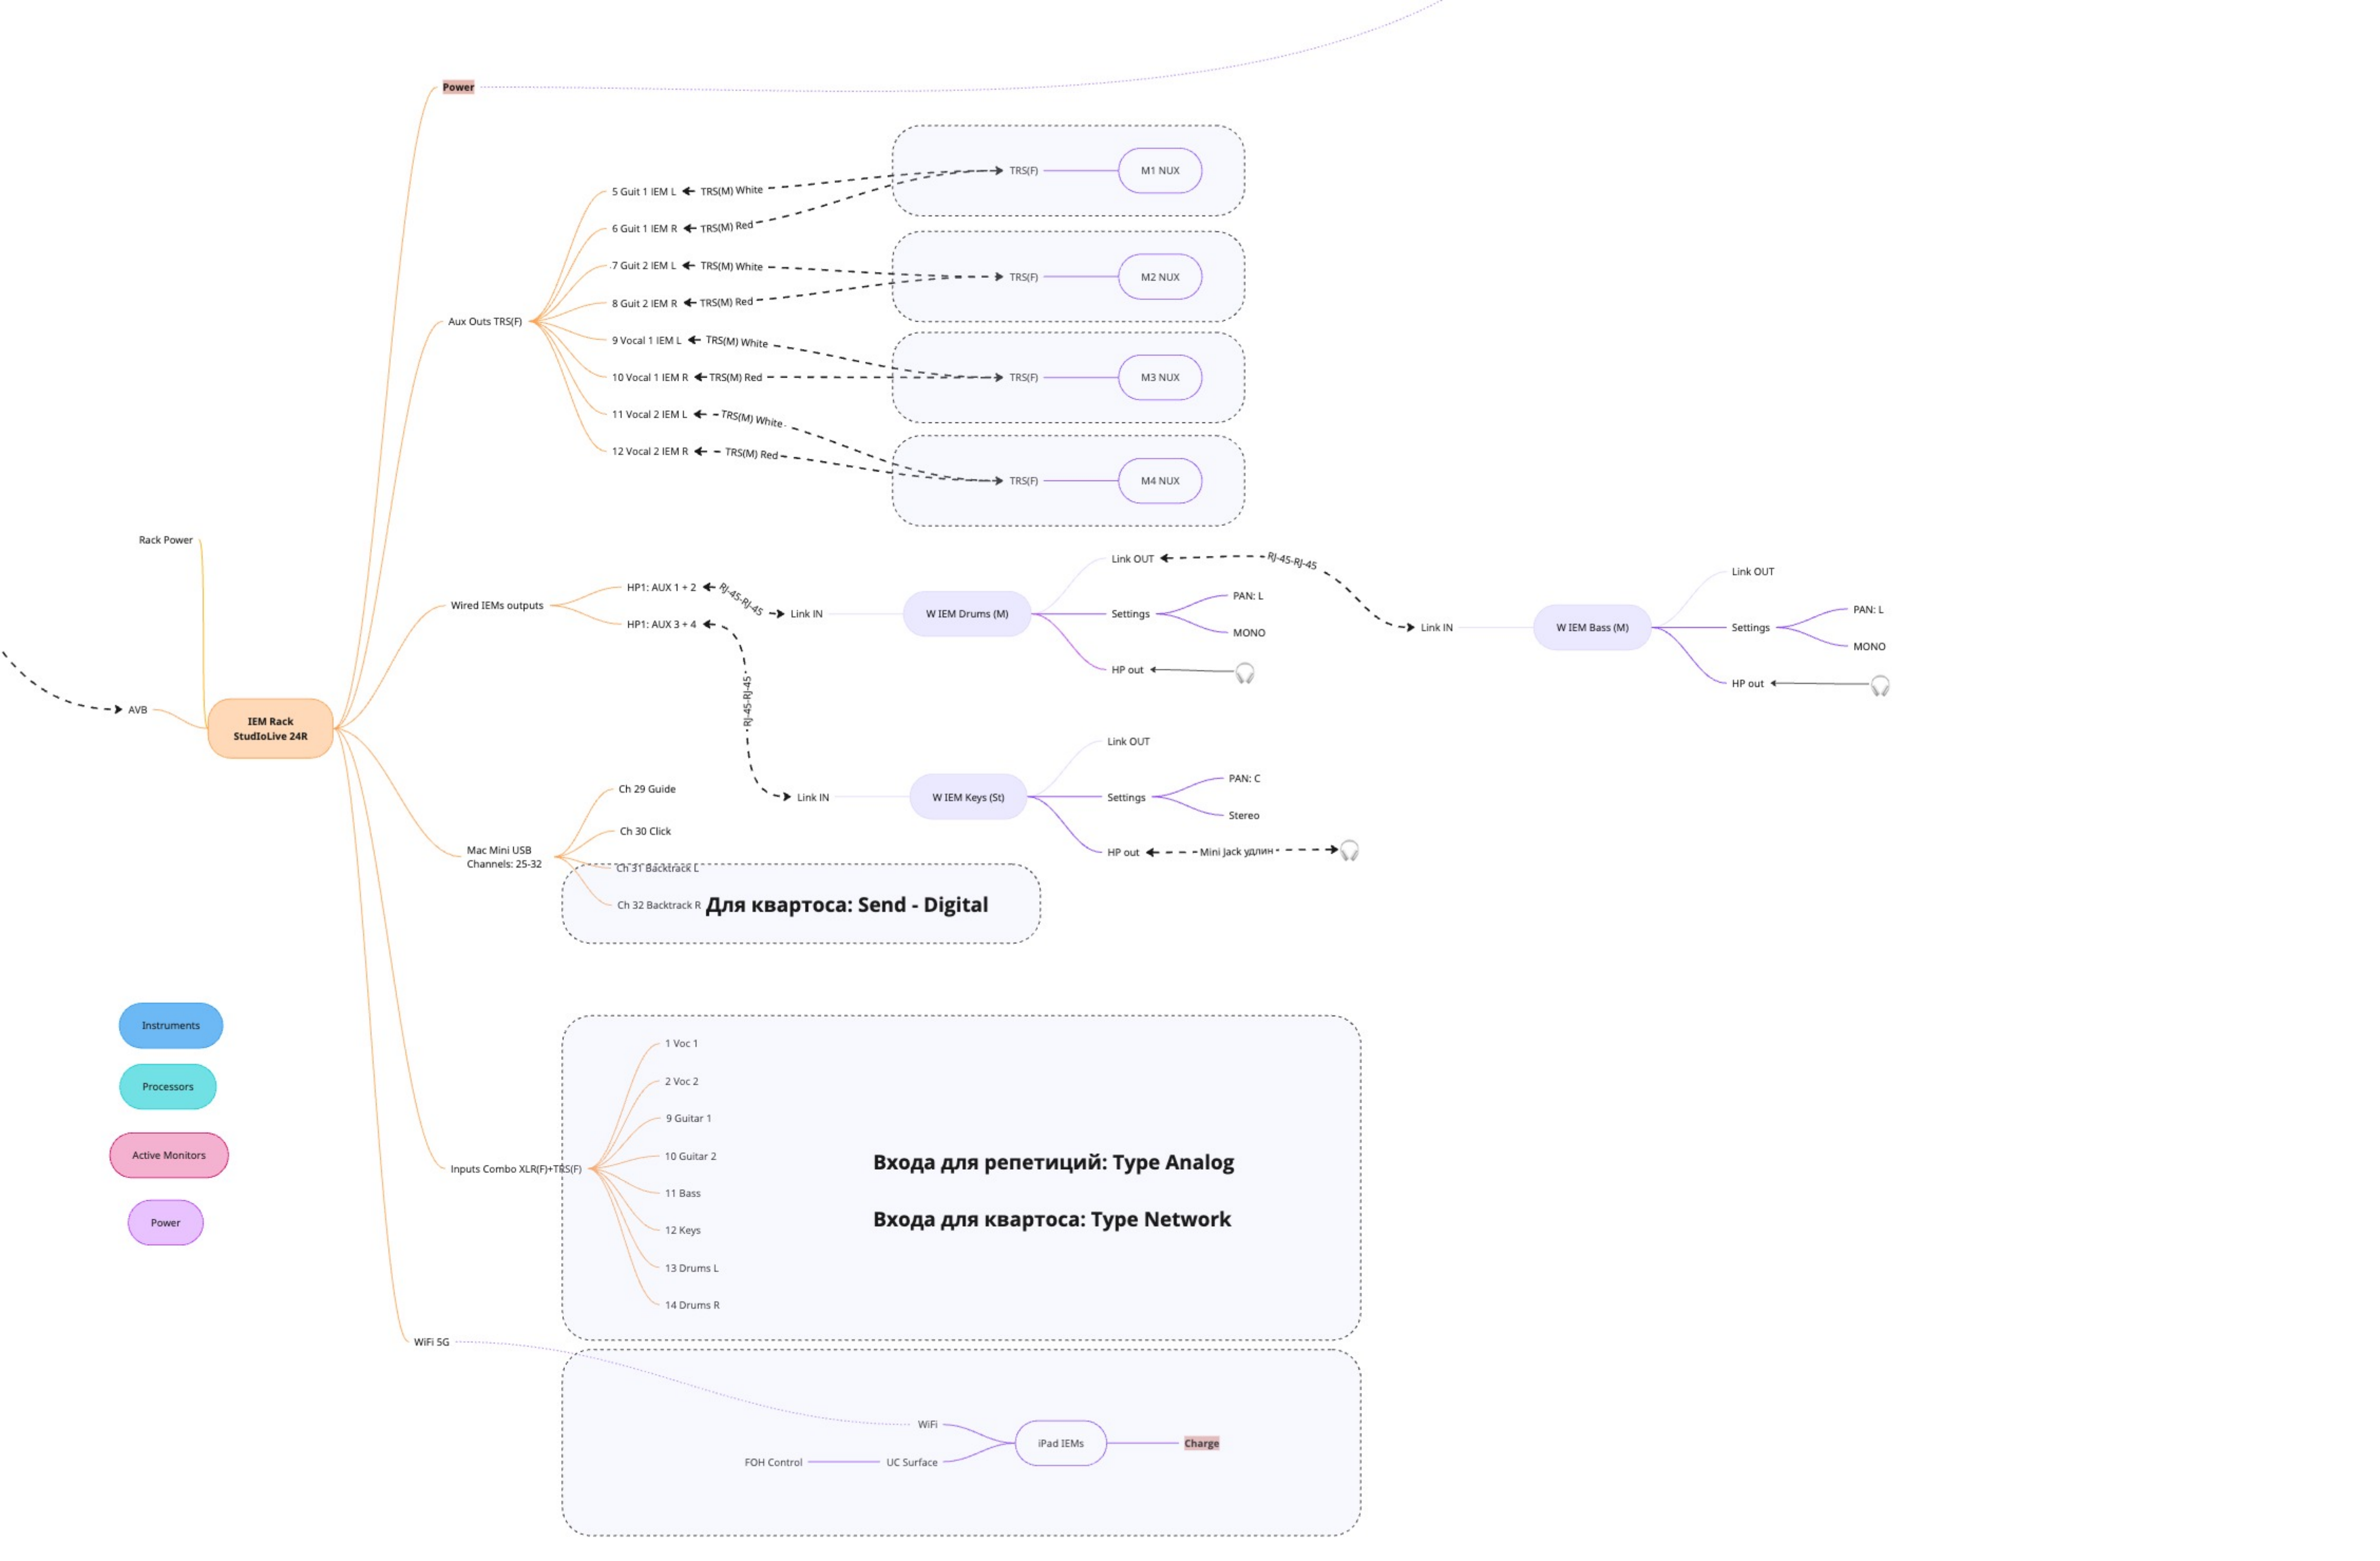 Power
5 Guit 1 IEM L
TRS(M) White
6 Guit 1 IEM R
TRS(M) Red
TRS(F)
M1 NUX
7 Guit 2 IEM L
TRS(M) White
8 Guit 2 IEM R
TRS(M) Red
TRS(F)
M2 NUX
Aux Outs TRS(F)
9 Vocal 1 IEM L
TRS(M) White
10 Vocal 1 IEM R
TRS(M) Red
TRS(F)
M3 NUX
11 Vocal 2 IEM L
TRS(M) White
12 Vocal 2 IEM R
TRS(M) Red
TRS(F)
M4 NUX
Rack Power
AVB
IEM Rack
StudIoLive 24R
Wired IEMs outputs
HP1: AUX 1 + 2
RJ-45-RJ-45
HP1: AUX 3 + 4
RJ-45-RJ-45
Link IN
W IEM Drums (M)
Link OUT
RJ-45-RJ-45
Settings
PAN: L
MONO
HP out
Link IN
W IEM Bass (M)
Link OUT
Settings
PAN: L
MONO
HP out
Link IN
W IEM Keys (St)
Link OUT
Settings
PAN: C
Stereo
HP out
Mini Jack удлин
Mac Mini USB
Channels: 25-32
Ch 29 Guide
Ch 30 Click
Ch 31 Backtrack L
Ch 32 Backtrack R
Для квартоса: Send - Digital
Instruments
Processors
Active Monitors
Power
Inputs Combo XLR(F)+TRS(F)
1 Voc 1
2 Voc 2
9 Guitar 1
10 Guitar 2
11 Bass
12 Keys
13 Drums L
14 Drums R
Входа для репетиций: Type Analog
Входа для квартоса: Type Network
WiFi 5G
WiFi
FOH Control
UC Surface
iPad IEMs
Charge